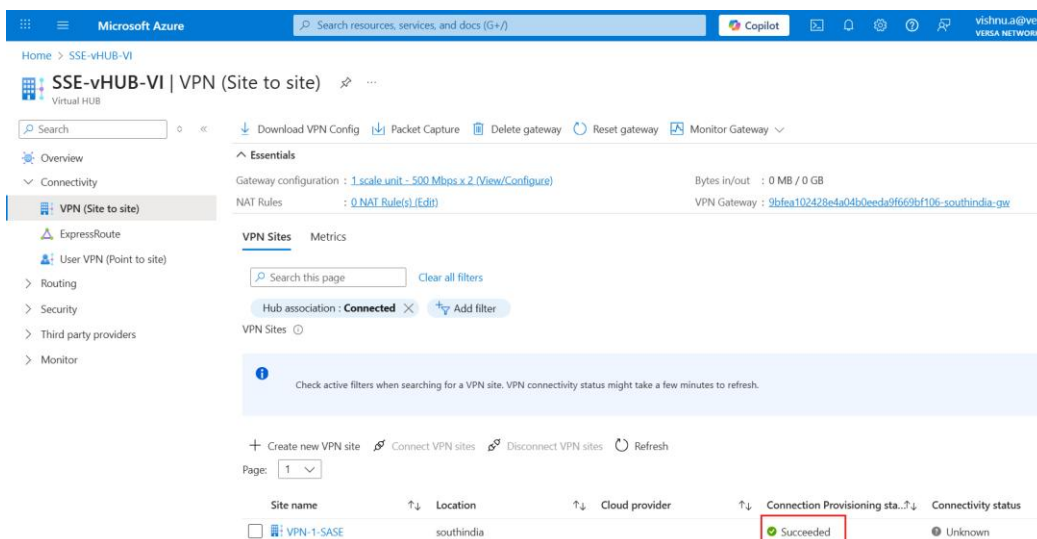 Microsoft Azure
Search resources, services, and docs (G+/)
Copilot
vishnu.a@ve
VERSA NETWOR
Home > SSE-vHUB-VI
SSE-vHUB-VI | VPN (Site to site)
Virtual HUB
Search
Download VPN Config Packet Capture Delete gateway Reset gateway Monitor Gateway
Overview
Connectivity
VPN (Site to site)
ExpressRoute
User VPN (Point to site)
Routing
Security
Third party providers
Monitor
Essentials
Gateway configuration : 1 scale unit - 500 Mbps x 2 (View/Configure)
Bytes in/out : 0 MB / 0 GB
NAT Rules : 0 NAT Rule(s) (Edit)
VPN Gateway : 9bfea102428e4a04b0eeda9f669bf106-southindia-gw
VPN Sites Metrics
Search this page Clear all filters
Hub association : Connected Add filter
VPN Sites
Check active filters when searching for a VPN site. VPN connectivity status might take a few minutes to refresh.
Create new VPN site Connect VPN sites Disconnect VPN sites Refresh
Page: 1
Site name Location Cloud provider Connection Provisioning sta.. Connectivity status
VPN-1-SASE southindia Succeeded Unknown